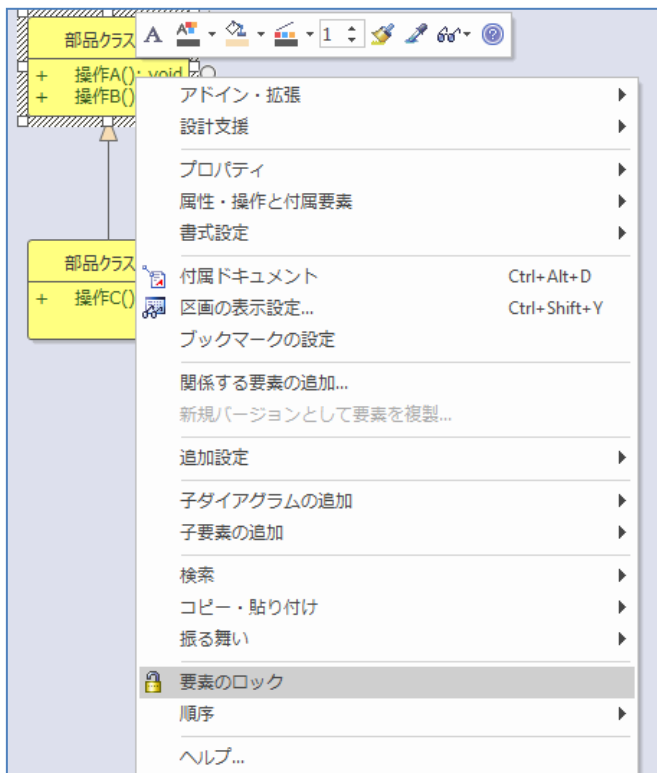 部品クラス
A
1
+ 操作A(): void
+ 操作B()
アドイン・拡張
設計支援
プロパティ
属性・操作と付属要素
書式設定
部品クラス
+ 操作C()
付属ドキュメント Ctrl+Alt+D
区画の表示設定... Ctrl+Shift+Y
ブックマークの設定
関係する要素の追加...
新規バージョンとして要素を複製...
追加設定
子ダイアグラムの追加
子要素の追加
検索
コピー・貼り付け
振る舞い
要素のロック
順序
ヘルプ...